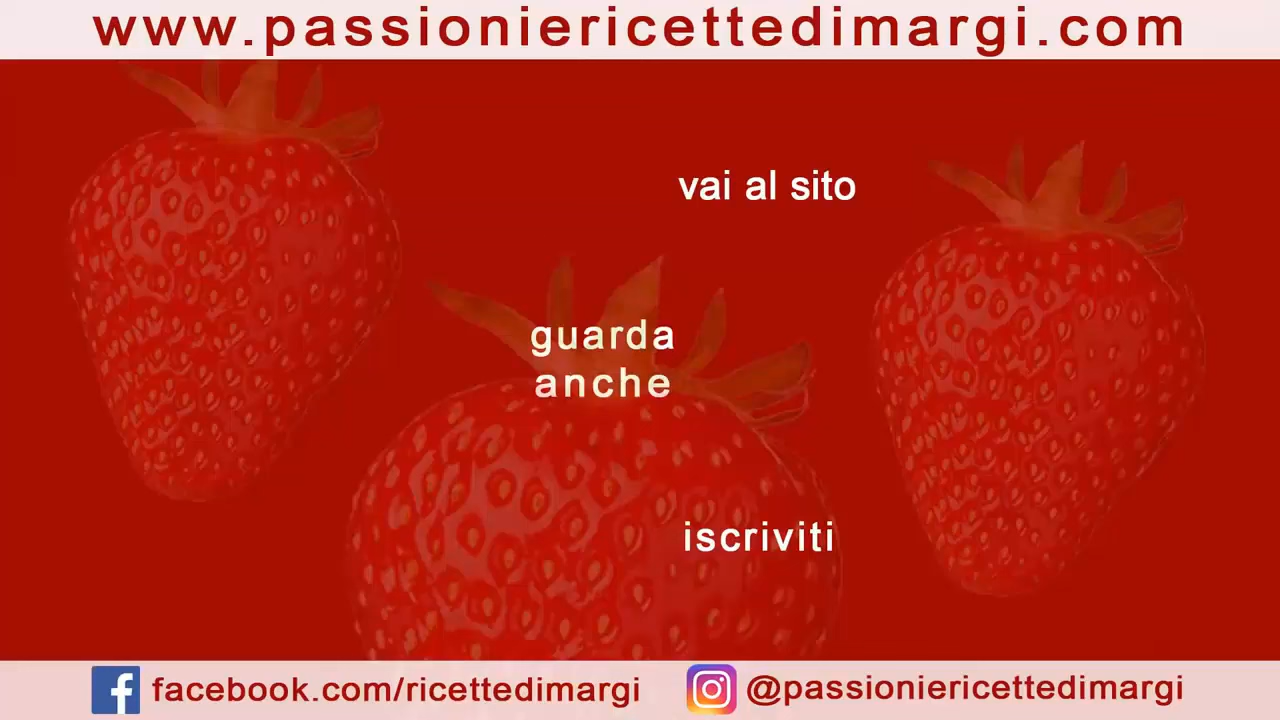 www.passioniericettedimargi.com
vai al sito
guarda
anche
iscriviti
facebook.com/ricettedimargi
@passioniericettedimargi